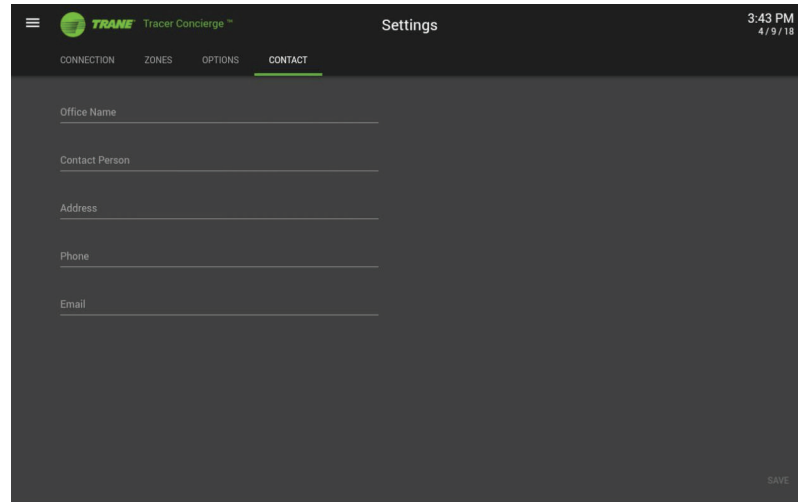 TRANE Tracer Concierge ™ Settings 3:43 PM
4 / 9 / 18
CONNECTION ZONES OPTIONS CONTACT
Office Name
Contact Person
Address
Phone
Email
SAVE